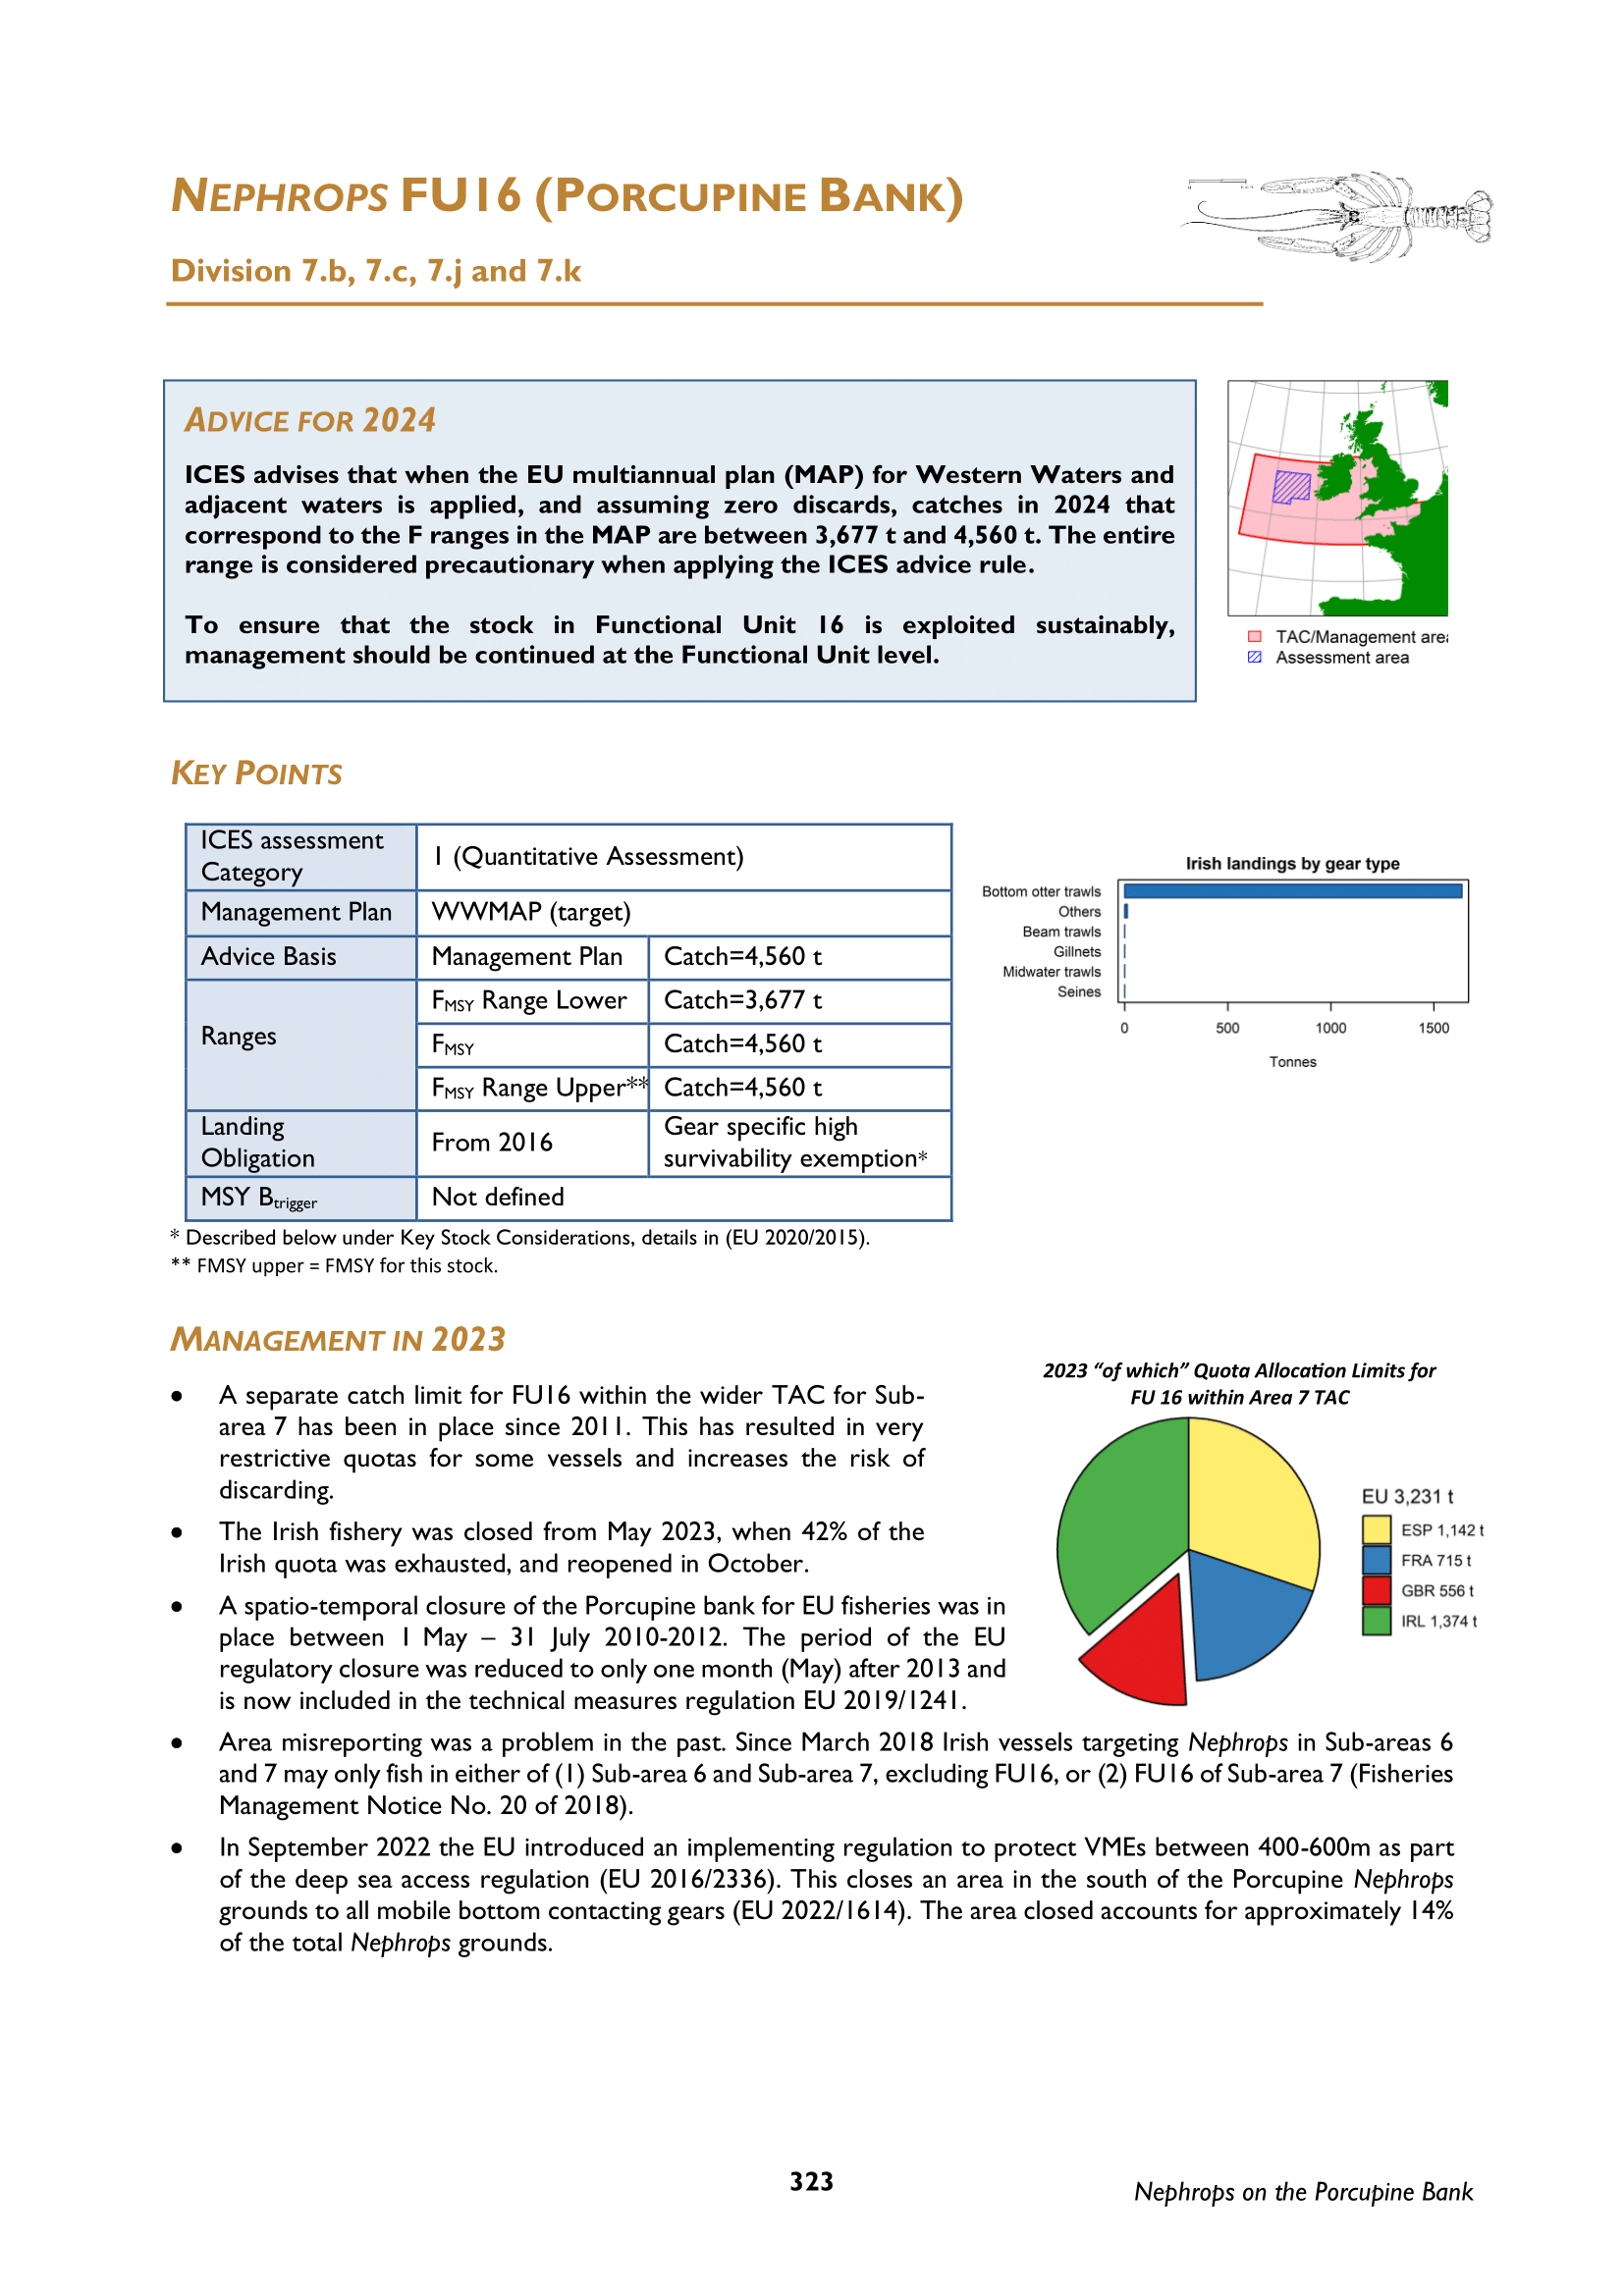 NEPHROPS FU16 (PORCUPINE BANK)
Division 7.b, 7.c, 7.j and 7.k
ADVICE FOR 2024
ICES advises that when the EU multiannual plan (MAP) for Western Waters and
adjacent waters is applied, and assuming zero discards, catches in 2024 that
correspond to the F ranges in the MAP are between 3,677 t and 4,560 t. The entire
range is considered precautionary when applying the ICES advice rule.
To ensure that the stock in Functional Unit 16 is exploited sustainably,
management should be continued at the Functional Unit level.
TAC/Management area
Assessment area
KEY POINTS
ICES assessment
Category
1 (Quantitative Assessment)
Management Plan
WWMAP (target)
Advice Basis
Management Plan
Catch=4,560 t
Ranges
FMSY Range Lower
Catch=3,677 t
FMSY
Catch=4,560 t
FMSY Range Upper**
Catch=4,560 t
Landing
Obligation
From 2016
Gear specific high
survivability exemption*
MSY Btrigger
Not defined
* Described below under Key Stock Considerations, details in (EU 2020/2015).
** FMSY upper = FMSY for this stock.
Irish landings by gear type
Bottom otter trawls
Others
Beam trawls
Gillnets
Midwater trawls
Seines
0 500 1000 1500
Tonnes
MANAGEMENT IN 2023
• A separate catch limit for FU16 within the wider TAC for Sub-
area 7 has been in place since 2011. This has resulted in very
restrictive quotas for some vessels and increases the risk of
discarding.
• The Irish fishery was closed from May 2023, when 42% of the
Irish quota was exhausted, and reopened in October.
• A spatio-temporal closure of the Porcupine bank for EU fisheries was in
place between 1 May – 31 July 2010-2012. The period of the EU
regulatory closure was reduced to only one month (May) after 2013 and
is now included in the technical measures regulation EU 2019/1241.
2023 “of which” Quota Allocation Limits for
FU 16 within Area 7 TAC
EU 3,231 t
ESP 1,142 t
FRA 715 t
GBR 556 t
IRL 1,374 t
• Area misreporting was a problem in the past. Since March 2018 Irish vessels targeting Nephrops in Sub-areas 6
and 7 may only fish in either of (1) Sub-area 6 and Sub-area 7, excluding FU16, or (2) FU16 of Sub-area 7 (Fisheries
Management Notice No. 20 of 2018).
• In September 2022 the EU introduced an implementing regulation to protect VMEs between 400-600m as part
of the deep sea access regulation (EU 2016/2336). This closes an area in the south of the Porcupine Nephrops
grounds to all mobile bottom contacting gears (EU 2022/1614). The area closed accounts for approximately 14%
of the total Nephrops grounds.
323
Nephrops on the Porcupine Bank